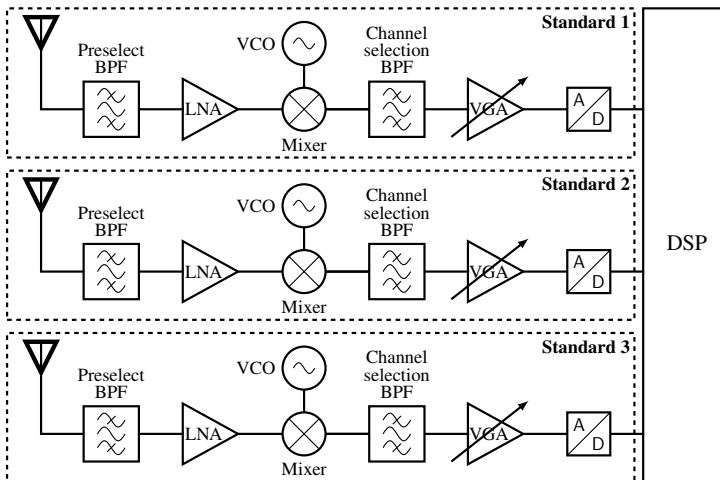 Standard 1
Preselect
BPF
LNA
VCO
Mixer
Channel
selection
BPF
VGA
A
D
Standard 2
Preselect
BPF
LNA
VCO
Mixer
Channel
selection
BPF
VGA
A
D
Standard 3
Preselect
BPF
LNA
VCO
Mixer
Channel
selection
BPF
VGA
A
D
DSP